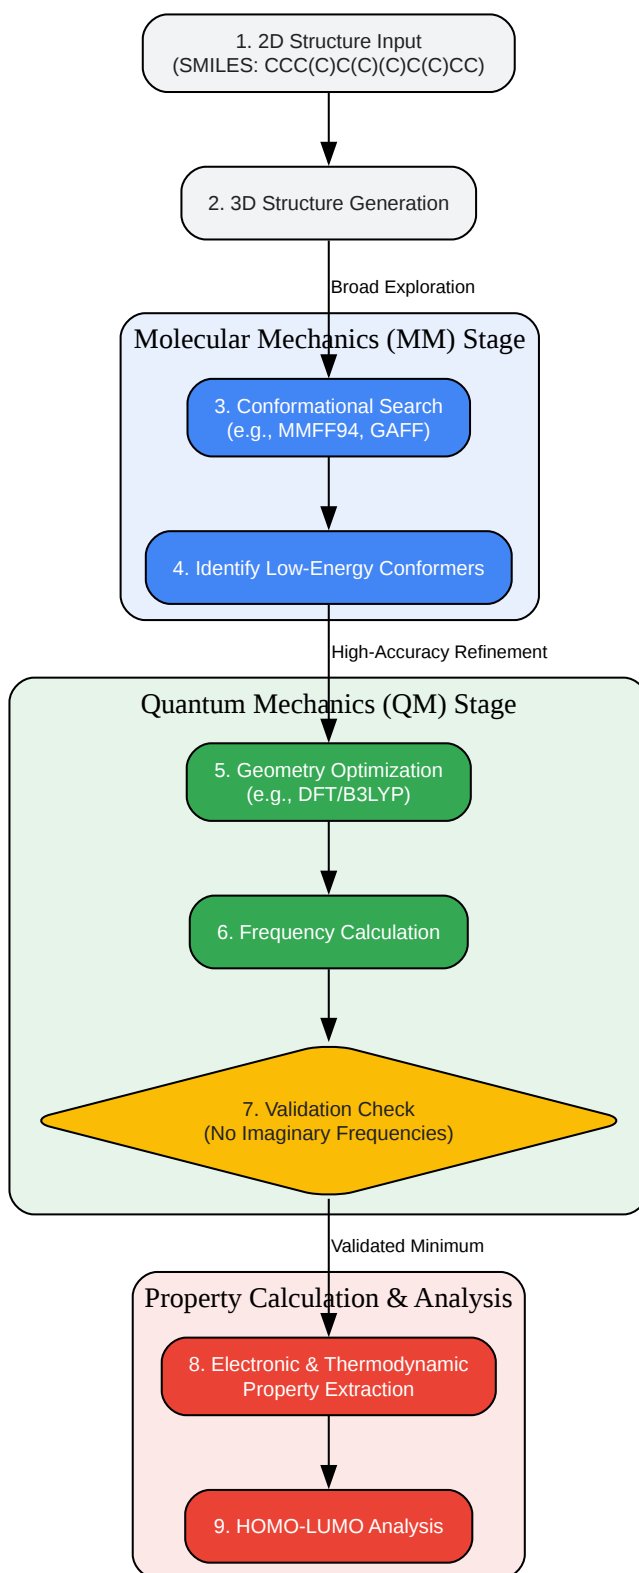 1. 2D Structure Input
(SMILES: CCC(C)C(C)(C)C(C)CC)
2. 3D Structure Generation
Broad Exploration
Molecular Mechanics (MM) Stage
3. Conformational Search
(e.g., MMFF94, GAFF)
4. Identify Low-Energy Conformers
High-Accuracy Refinement
Quantum Mechanics (QM) Stage
5. Geometry Optimization
(e.g., DFT/B3LYP)
6. Frequency Calculation
7. Validation Check
(No Imaginary Frequencies)
Validated Minimum
Property Calculation & Analysis
8. Electronic & Thermodynamic
Property Extraction
9. HOMO-LUMO Analysis